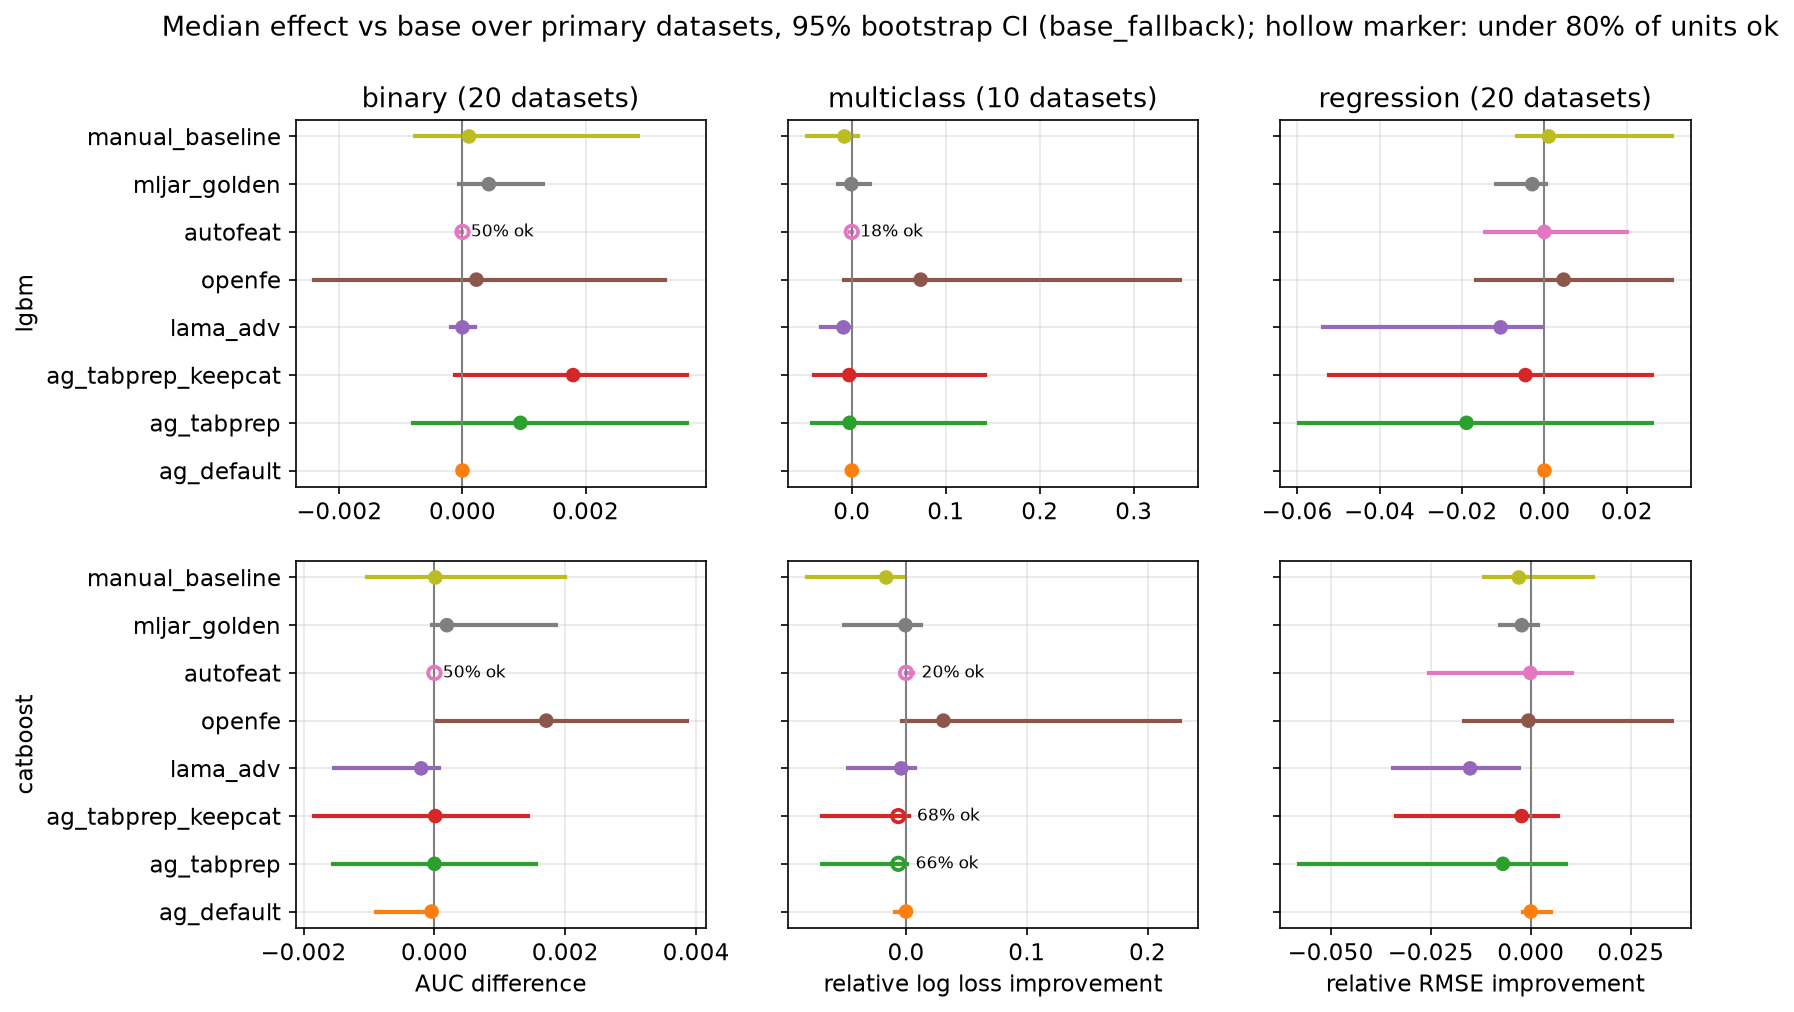 Median effect vs base over primary datasets, 95% bootstrap CI (base_fallback); hollow marker: under 80% of units ok
binary (20 datasets)
multiclass (10 datasets)
regression (20 datasets)
lgbm
manual_baseline
mljar_golden
autofeat
openfe
lama_adv
ag_tabprep_keepcat
ag_tabprep
ag_default
50% ok
18% ok
−0.002 0.000 0.002
0.0 0.1 0.2 0.3
−0.06 −0.04 −0.02 0.00 0.02
catboost
manual_baseline
mljar_golden
autofeat
openfe
lama_adv
ag_tabprep_keepcat
ag_tabprep
ag_default
50% ok
20% ok
68% ok
66% ok
−0.002 0.000 0.002 0.004
0.0 0.1 0.2
−0.050 −0.025 0.000 0.025
AUC difference
relative log loss improvement
relative RMSE improvement